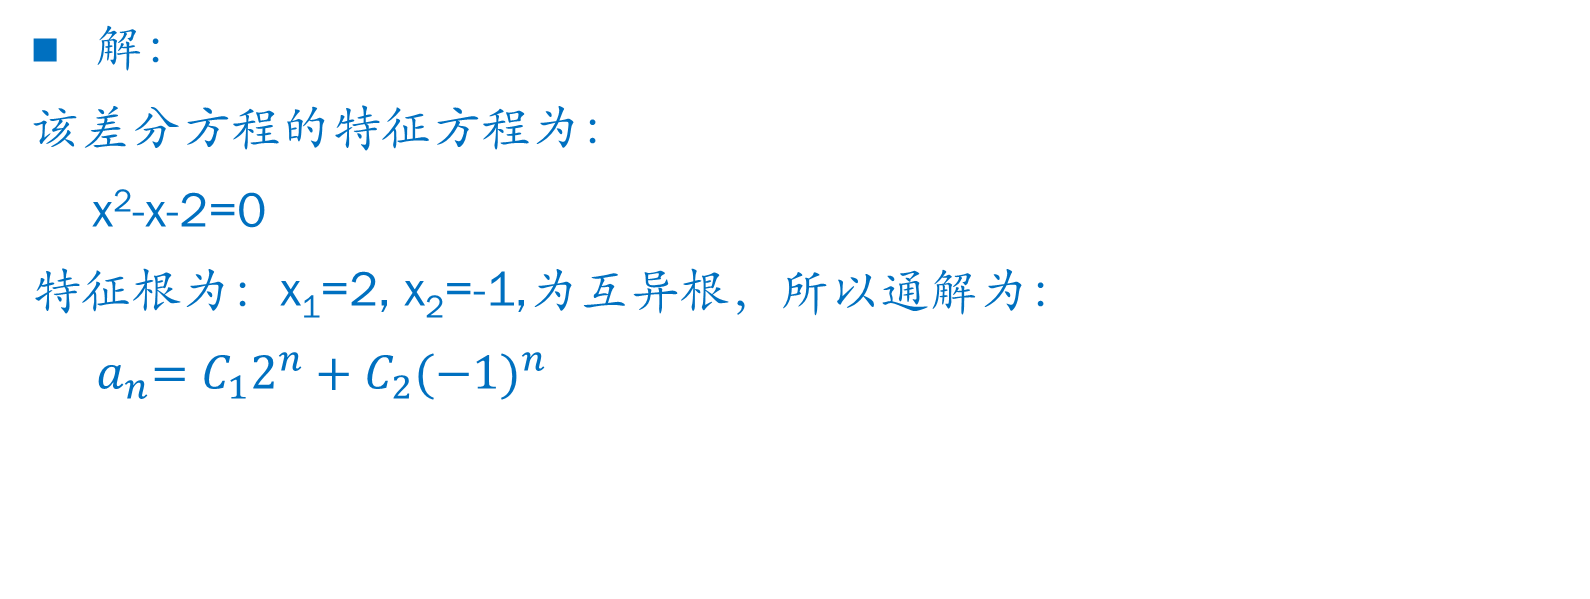 ■ 解：
该差分方程的特征方程为：
x²-x-2=0
特征根为：x₁=2, x₂=-1,为互异根，所以通解为：
aₙ= C₁2ⁿ + C₂(−1)ⁿ